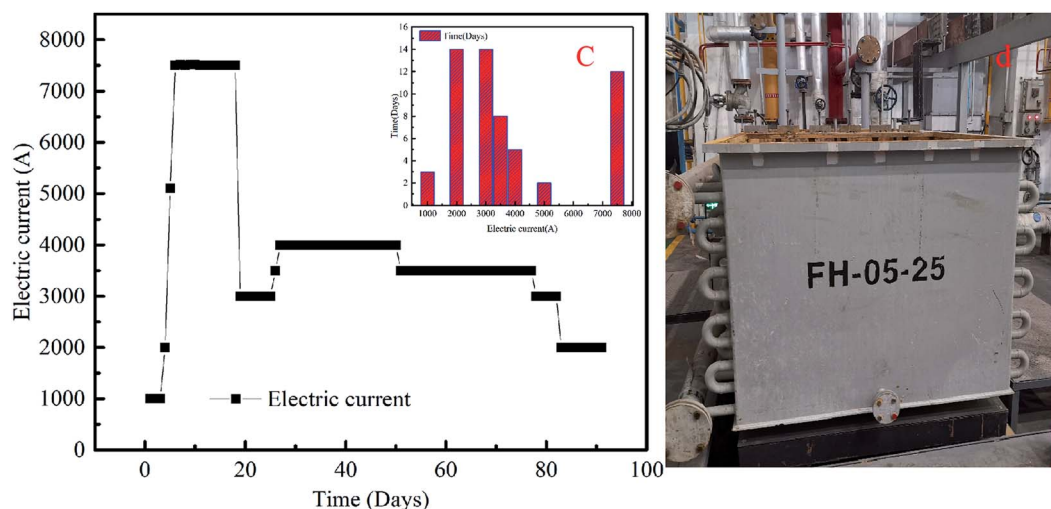 8000
7000
6000
5000
4000
3000
2000
1000
0
Electric current (A)
0 20 40 60 80 100
Time (Days)
Electric current
16
14
12
10
8
6
4
2
0
Time(Days)
Time(Days)
C
1000 2000 3000 4000 5000 6000 7000 8000
Electric current(A)
d
FH-05-25